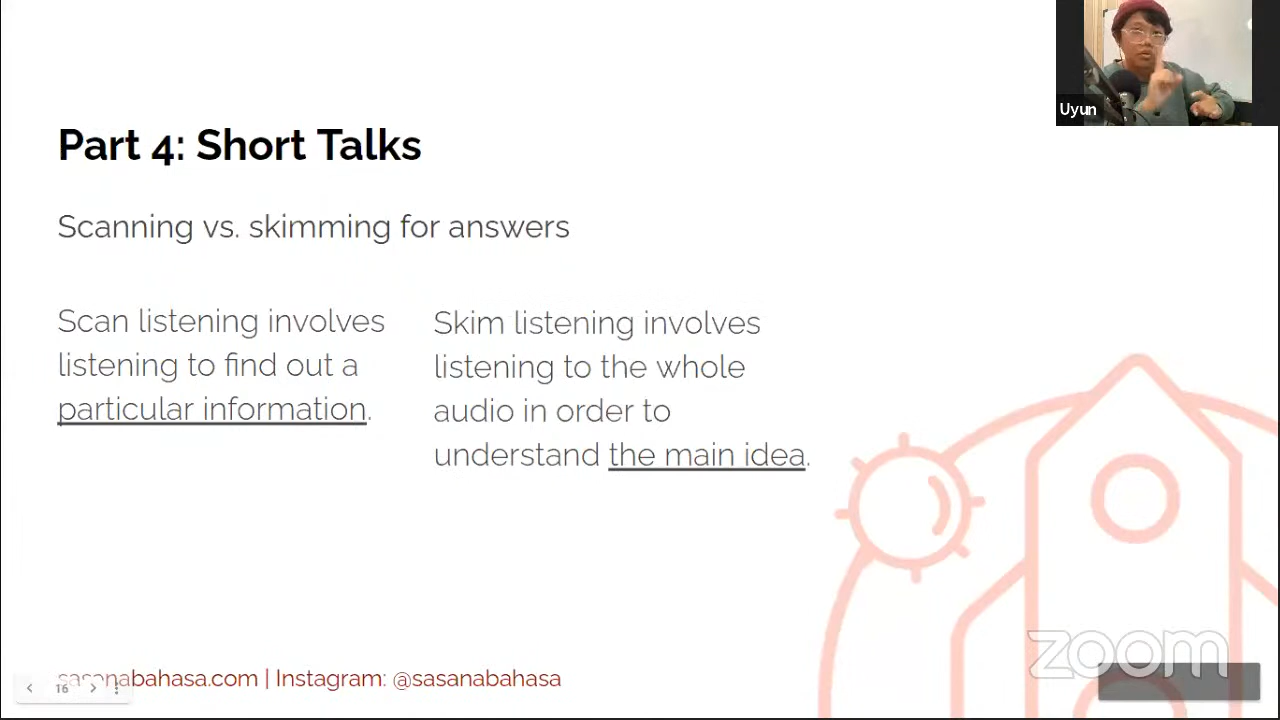 Uyun
Part 4: Short Talks
Scanning vs. skimming for answers
Scan listening involves
listening to find out a
particular information.
Skim listening involves
listening to the whole
audio in order to
understand the main idea.
zoom
sasanabahasa.com | Instagram: @sasanabahasa
16